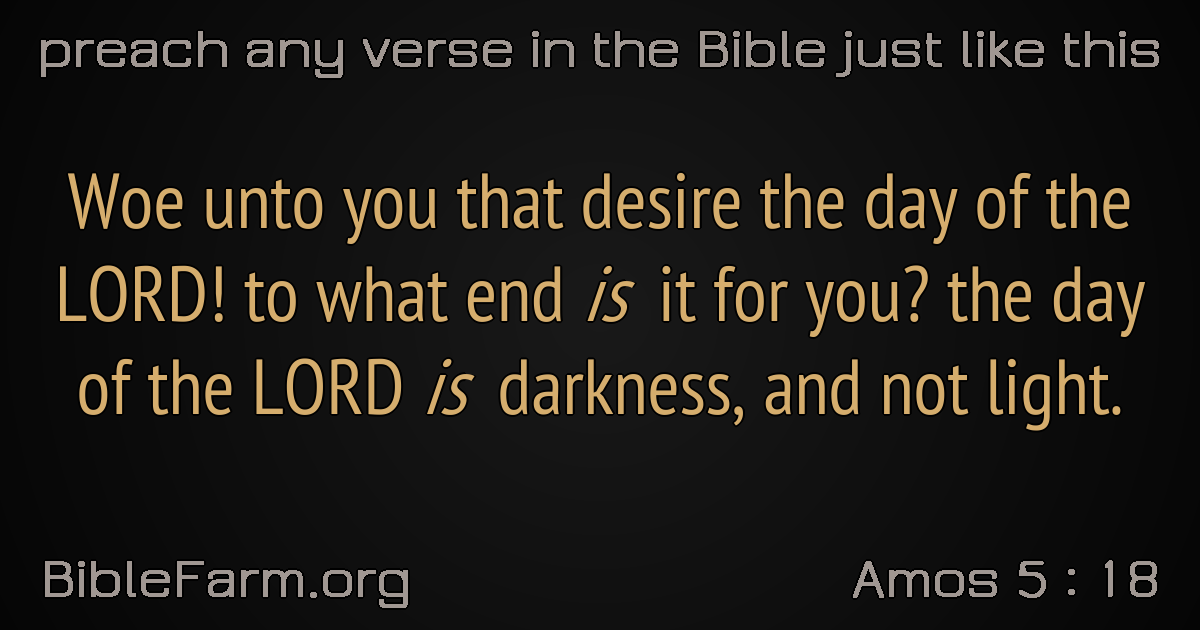 preach any verse in the Bible just like this
Woe unto you that desire the day of the
LORD! to what end is it for you? the day
of the LORD is darkness, and not light.
BibleFarm.org
Amos 5 : 18